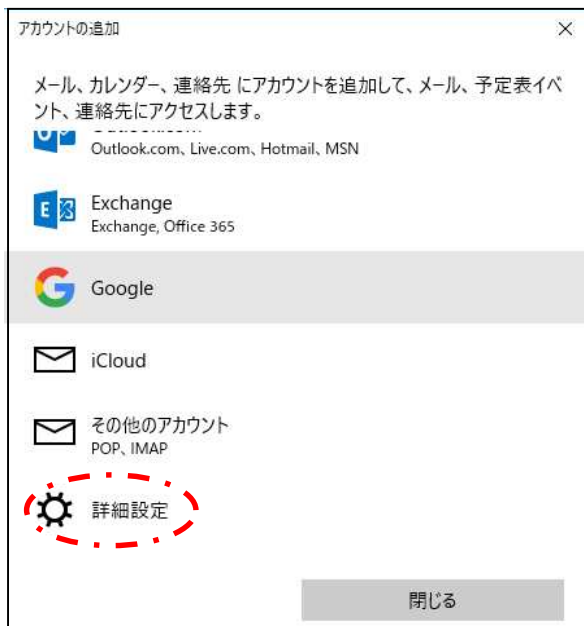 アカウントの追加
メール、カレンダー、連絡先 にアカウントを追加して、メール、予定表イベ
ント、連絡先にアクセスします。
Outlook.com、Live.com、Hotmail、MSN
Exchange
Exchange, Office 365
Google
iCloud
その他のアカウント
POP、IMAP
詳細設定
閉じる